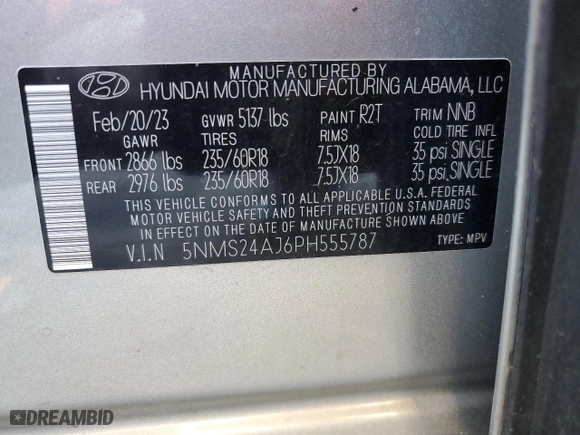 MANUFACTURED BY
HYUNDAI MOTOR MANUFACTURING ALABAMA, LLC
Feb/20/23 GVWR 5137 lbs PAINT R2T TRIM NNB
GAWR TIRES RIMS COLD TIRE INFL
FRONT 2866 lbs 235/60R18 7.5JX18 35 psi,SINGLE
REAR 2976 lbs 235/60R18 7.5JX18 35 psi,SINGLE
THIS VEHICLE CONFORMS TO ALL APPLICABLE U.S.A. FEDERAL
MOTOR VEHICLE SAFETY, BUMPER, AND THEFT PREVENTION STANDARDS
IN EFFECT ON THE DATE OF MANUFACTURE SHOWN ABOVE.
V.I.N 5NMS24AJ6PH555787 TYPE: MPV
DREAMBID